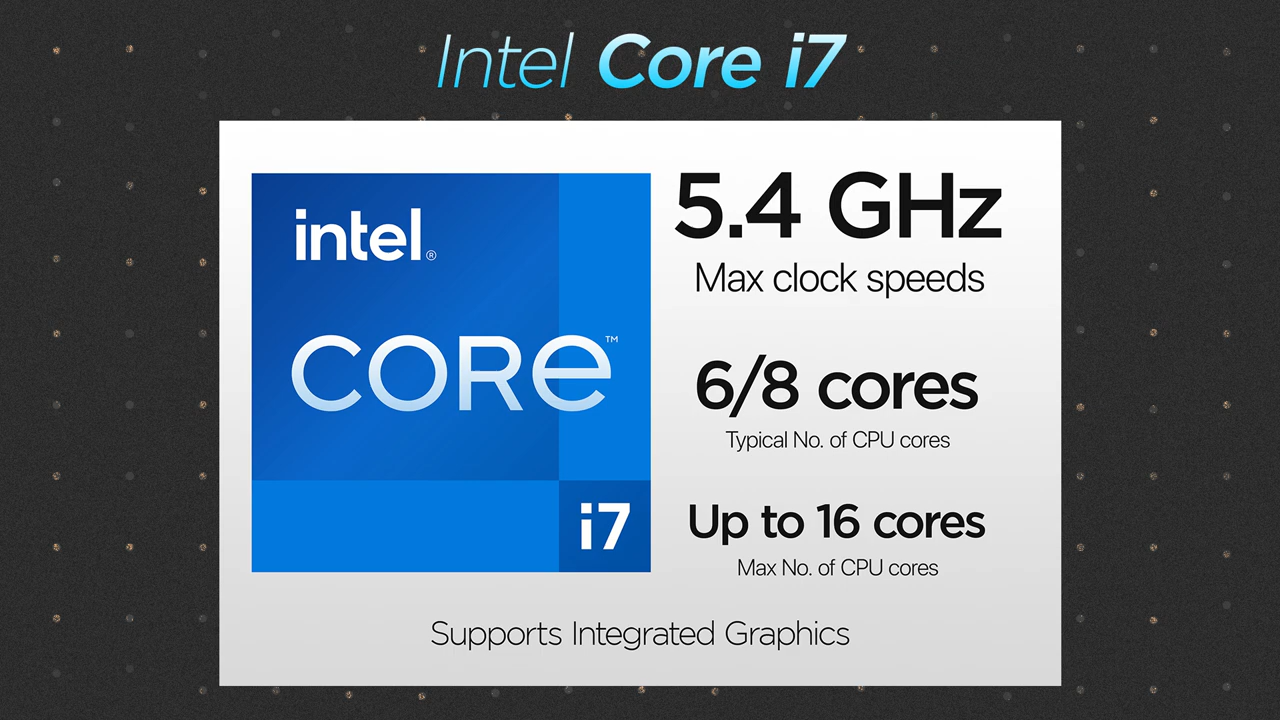 Intel Core i7
intel®
CORE™
i7
5.4 GHz
Max clock speeds
6/8 cores
Typical No. of CPU cores
Up to 16 cores
Max No. of CPU cores
Supports Integrated Graphics